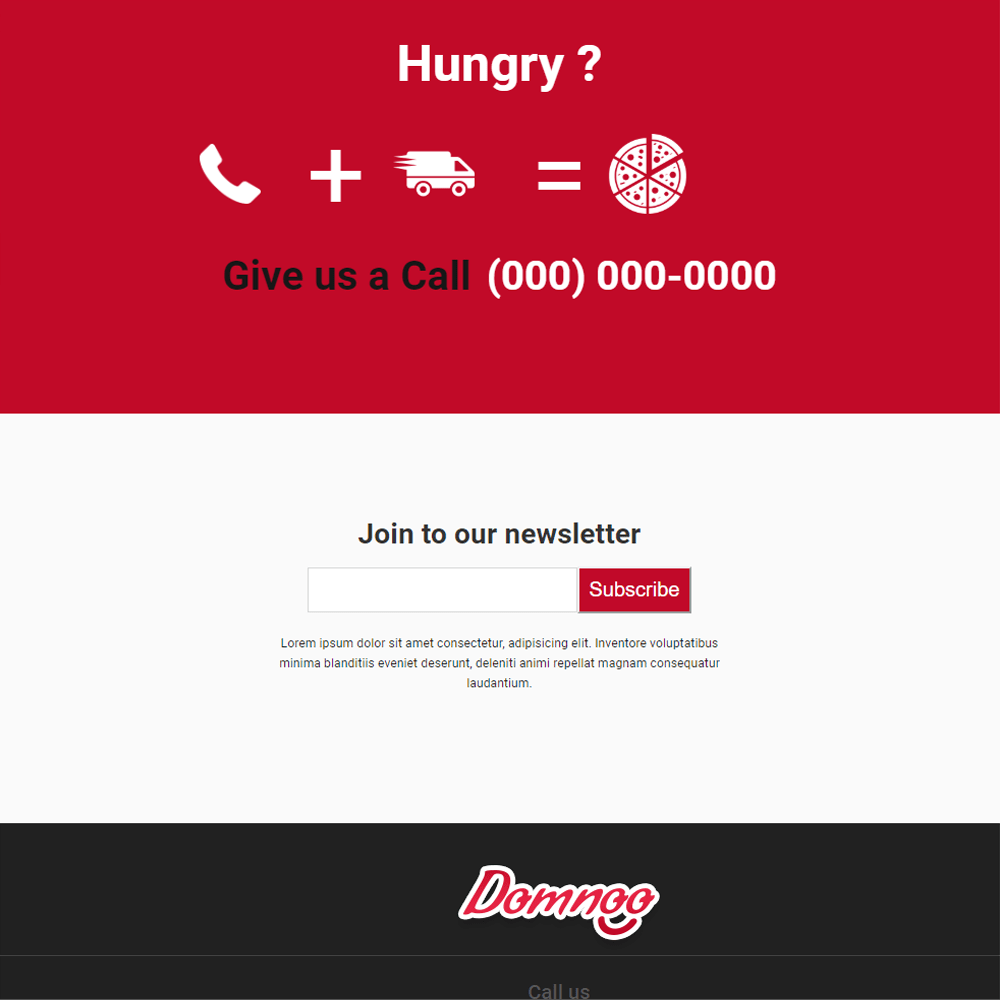 Hungry ?
+ =
Give us a Call (000) 000-0000
Join to our newsletter
Subscribe
Lorem ipsum dolor sit amet consectetur, adipisicing elit. Inventore voluptatibus
minima blanditiis eveniet deserunt, deleniti animi repellat magnam consequatur
laudantium.
Domnoo
Call us